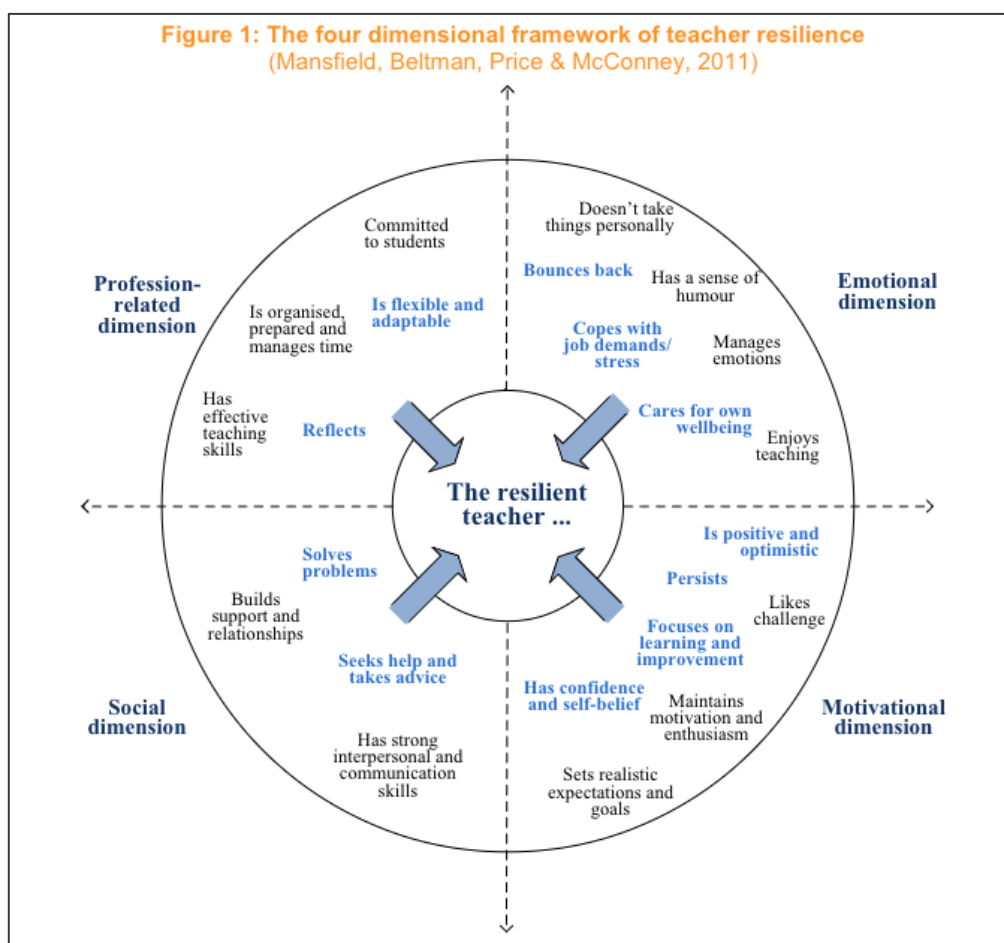 Figure 1: The four dimensional framework of teacher resilience
(Mansfield, Beltman, Price & McConney, 2011)
Profession-
related
dimension
Committed
to students
Is flexible and
adaptable
Is organised,
prepared and
manages time
Has
effective
teaching
skills
Reflects
Emotional
dimension
Doesn't take
things personally
Bounces back
Has a sense of
humour
Copes with
job demands/
stress
Manages
emotions
Cares for own
wellbeing
Enjoys
teaching
The resilient
teacher ...
Social
dimension
Solves
problems
Builds
support and
relationships
Seeks help and
takes advice
Has strong
interpersonal and
communication
skills
Motivational
dimension
Is positive and
optimistic
Persists
Likes
challenge
Focuses on
learning and
improvement
Has confidence
and self-belief
Maintains
motivation and
enthusiasm
Sets realistic
expectations and
goals